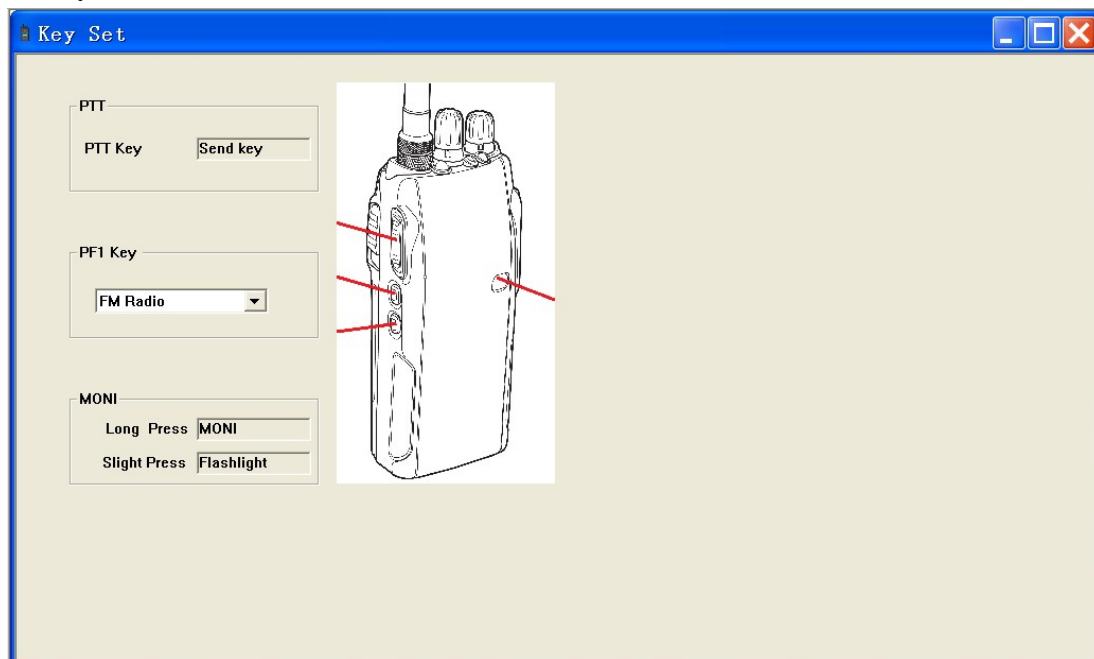 Key Set
PTT
PTT Key Send key
PF1 Key
FM Radio
MONI
Long Press MONI
Slight Press Flashlight